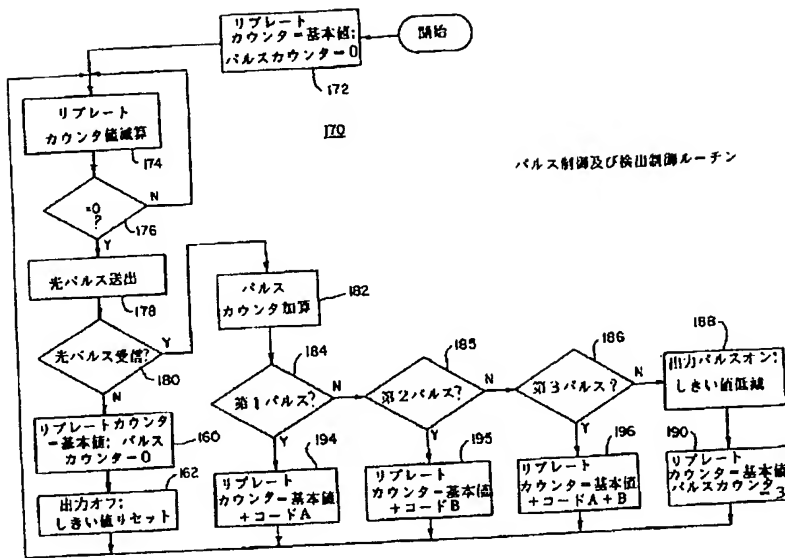 開始
リプレート
カウンター=基本値;
パルスカウンター=0
172
170
パルス制御及び検出制御ルーチン
リプレート
カウンタ値減算
174
=0
?
N
176
Y
光パルス送出
178
光パルス受信?
Y
180
N
リプレートカウンタ
=基本値; パルス
カウンター=0
160
162
出力オフ;
しきい値リセット
パルス
カウンタ加算
182
184
第1パルス?
N
Y
185
第2パルス?
N
Y
186
第3パルス?
N
Y
188
出力パルスオン;
しきい値低減
194
リプレート
カウンター=基本値
+コードA
195
リプレート
カウンター=基本値
+コードB
196
リプレート
カウンター=基本値
+コードA+B
190
リプレート
カウンター=基本値
パルスカウンター
=3